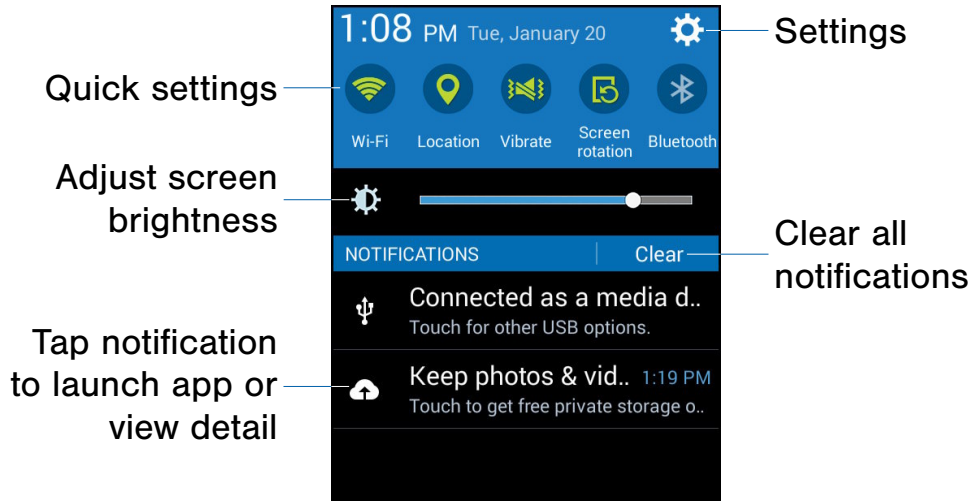 1:08 PM Tue, January 20
Settings
Quick settings
Wi-Fi
Location
Vibrate
Screen
rotation
Bluetooth
Adjust screen
brightness
NOTIFICATIONS
Clear
Clear all
notifications
Connected as a media d..
Touch for other USB options.
Tap notification
to launch app or
view detail
Keep photos & vid.. 1:19 PM
Touch to get free private storage o..